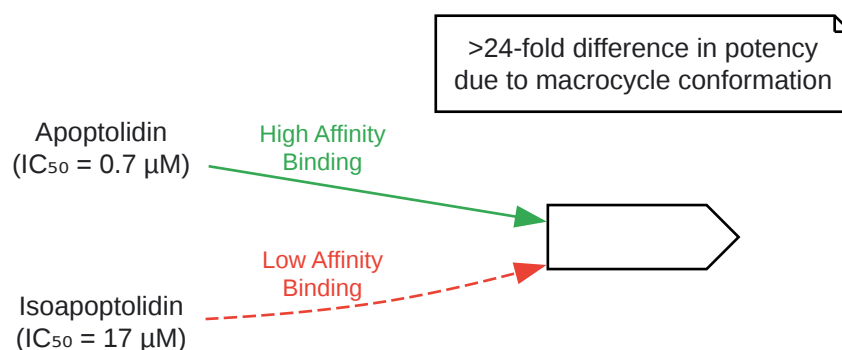 >24-fold difference in potency
due to macrocycle conformation
Apoptolidin
(IC₅₀ = 0.7 µM)
High Affinity
Binding
Low Affinity
Binding
Isoapoptolidin
(IC₅₀ = 17 µM)